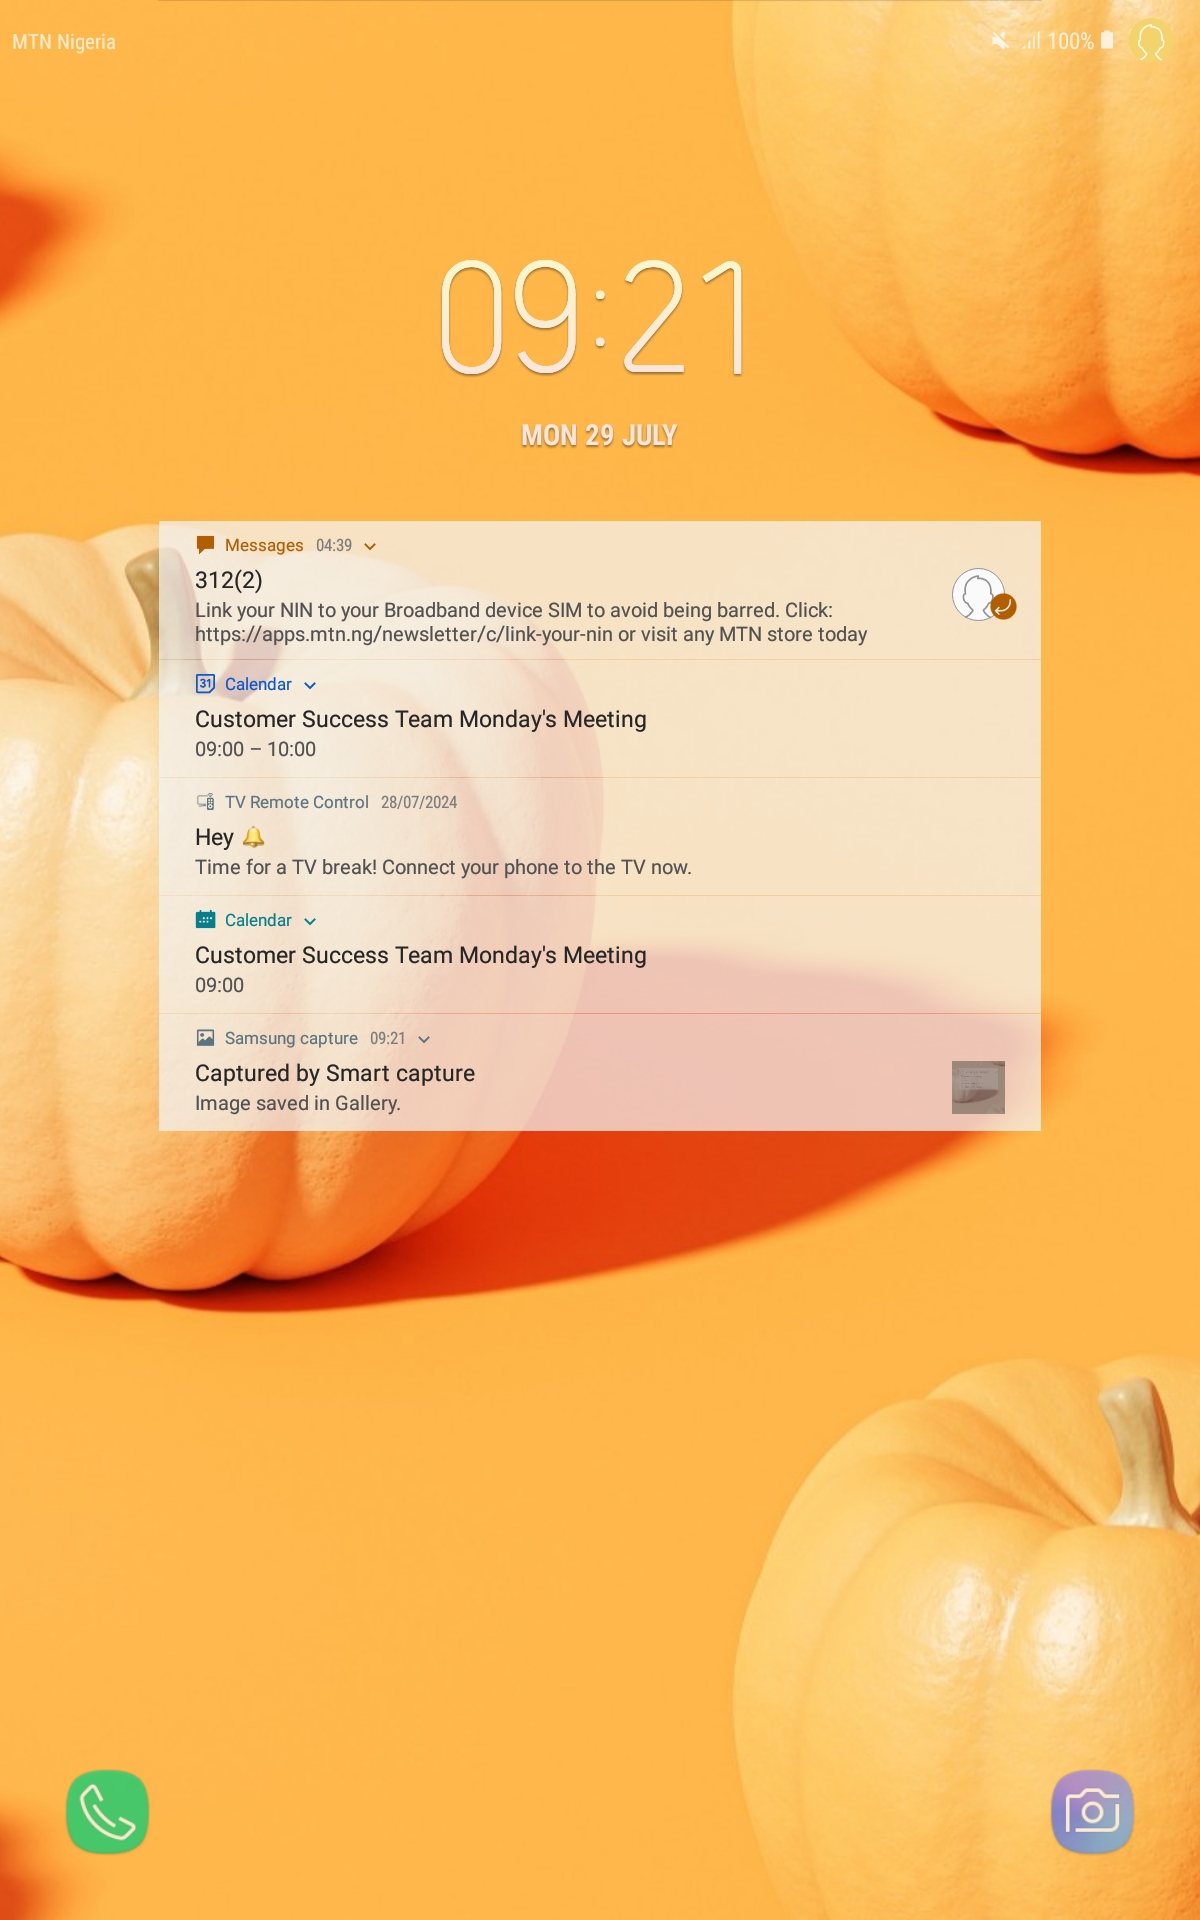 MTN Nigeria
100%
09:21
MON 29 JULY
Messages 04:39
312(2)
Link your NIN to your Broadband device SIM to avoid being barred. Click:
https://apps.mtn.ng/newsletter/c/link-your-nin or visit any MTN store today
31 Calendar
Customer Success Team Monday's Meeting
09:00 – 10:00
TV Remote Control 28/07/2024
Hey 🔔
Time for a TV break! Connect your phone to the TV now.
Calendar
Customer Success Team Monday's Meeting
09:00
Samsung capture 09:21
Captured by Smart capture
Image saved in Gallery.